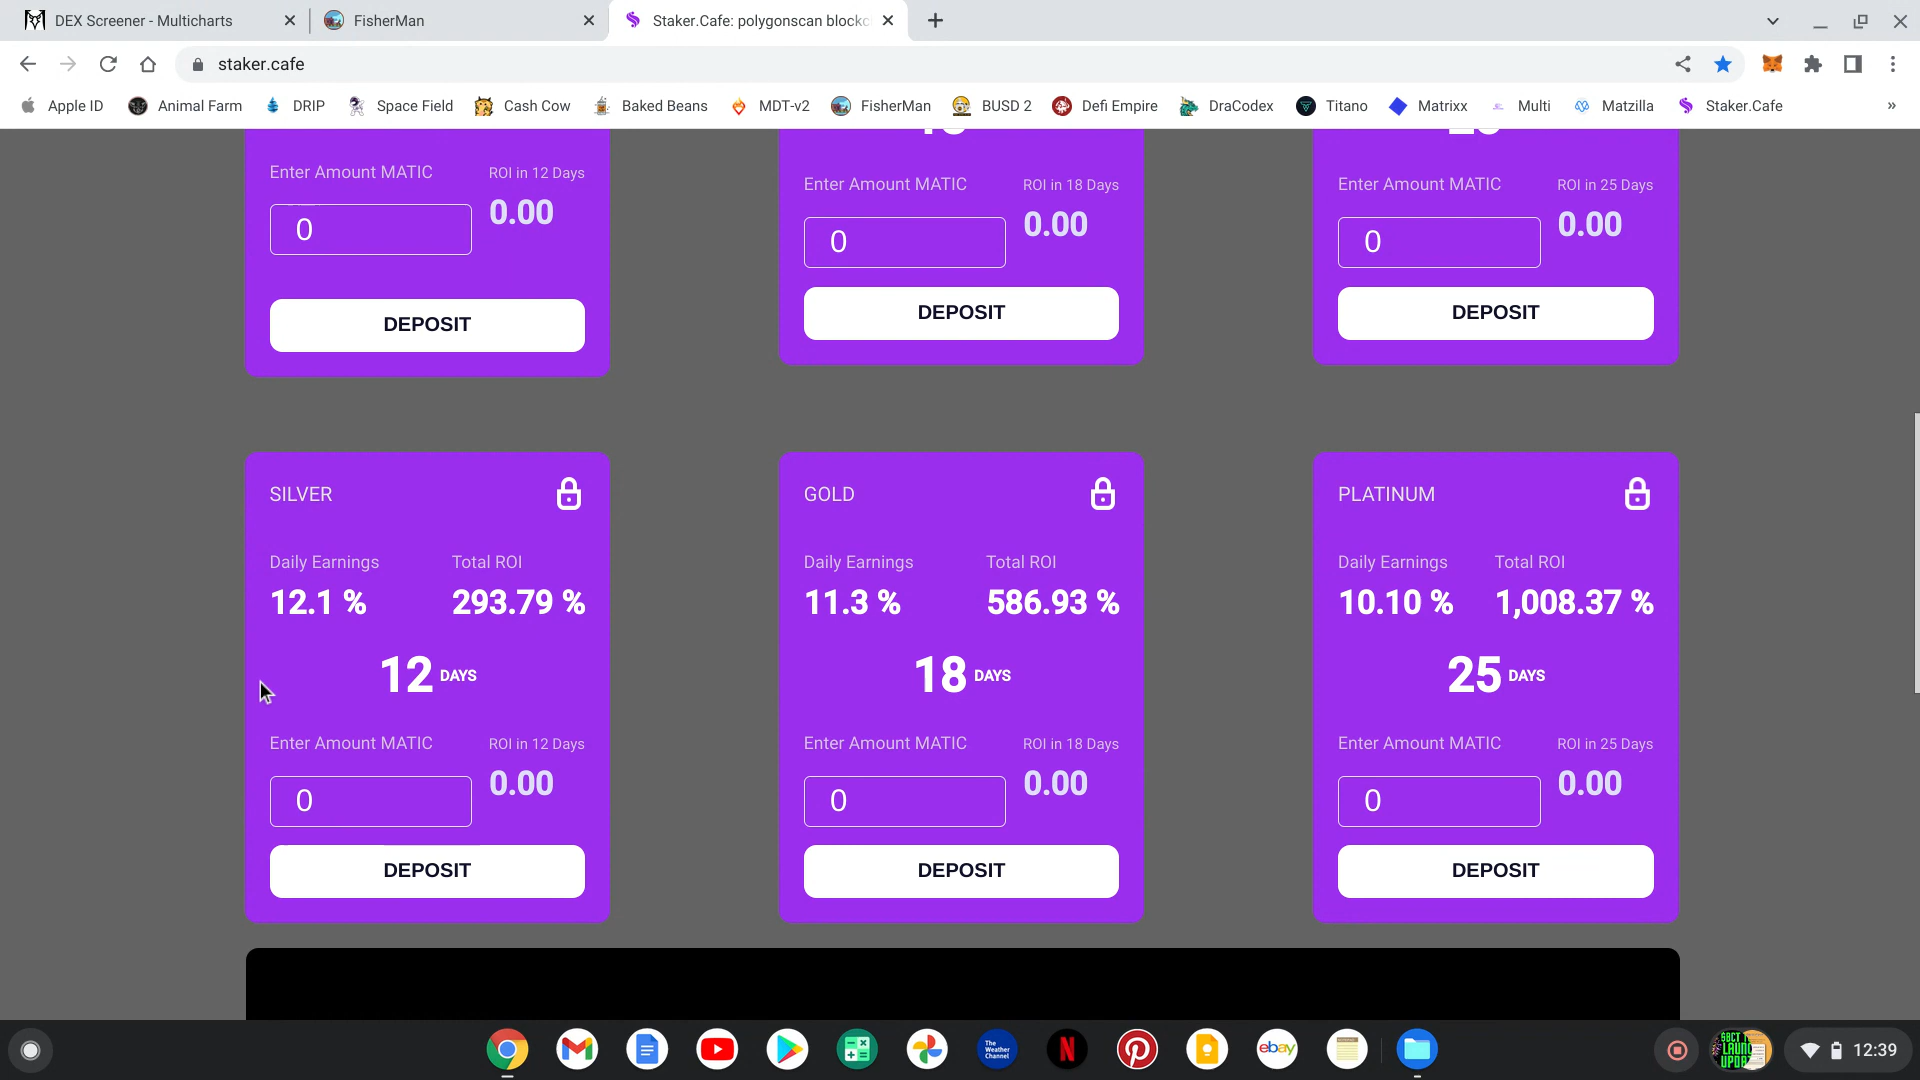 DEX Screener - Multicharts
FisherMan
Staker.Cafe: polygonscan blockc
staker.cafe
Apple ID
Animal Farm
DRIP
Space Field
Cash Cow
Baked Beans
MDT-v2
FisherMan
BUSD 2
Defi Empire
DraCodex
Titano
Matrixx
Multi
Matzilla
Staker.Cafe
»
Enter Amount MATIC ROI in 12 Days
0 0.00
DEPOSIT
Enter Amount MATIC ROI in 18 Days
0 0.00
DEPOSIT
Enter Amount MATIC ROI in 25 Days
0 0.00
DEPOSIT
SILVER
Daily Earnings Total ROI
12.1 % 293.79 %
12 DAYS
Enter Amount MATIC ROI in 12 Days
0 0.00
DEPOSIT
GOLD
Daily Earnings Total ROI
11.3 % 586.93 %
18 DAYS
Enter Amount MATIC ROI in 18 Days
0 0.00
DEPOSIT
PLATINUM
Daily Earnings Total ROI
10.10 % 1,008.37 %
25 DAYS
Enter Amount MATIC ROI in 25 Days
0 0.00
DEPOSIT
The
Weather
Channel
N
ebay
12:39